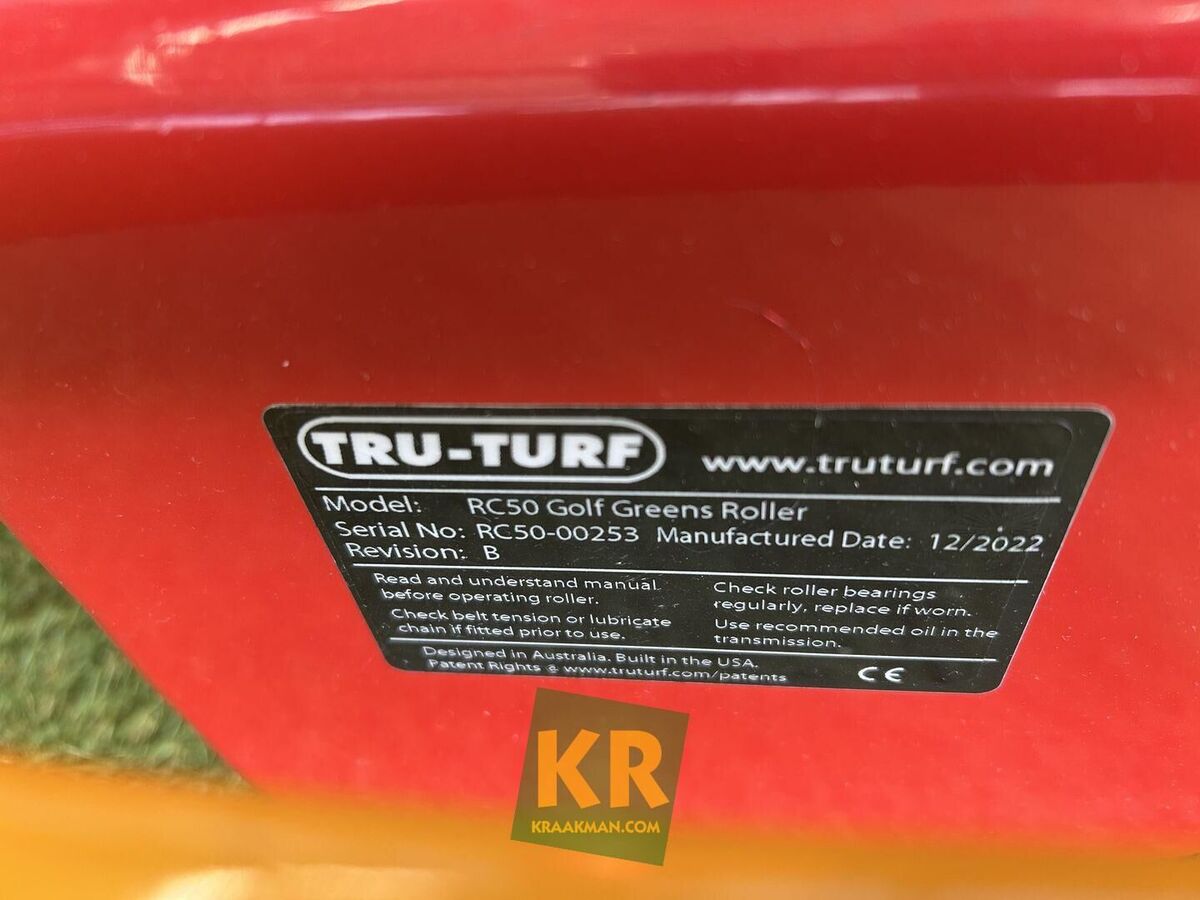 TRU-TURF www.truturf.com
Model: RC50 Golf Greens Roller
Serial No: RC50-00253 Manufactured Date: 12/2022
Revision: B
Read and understand manual
before operating roller.
Check belt tension or lubricate
chain if fitted prior to use.
Check roller bearings
regularly, replace if worn.
Use recommended oil in the
transmission.
Designed in Australia. Built in the USA.
Patent Rights www.truturf.com/patents
CE
KR
KRAAKMAN.COM